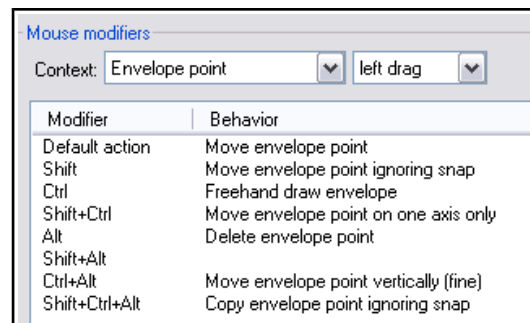 Mouse modifiers
Context: Envelope point left drag
Modifier Behavior
Default action Move envelope point
Shift Move envelope point ignoring snap
Ctrl Freehand draw envelope
Shift+Ctrl Move envelope point on one axis only
Alt Delete envelope point
Shift+Alt
Ctrl+Alt Move envelope point vertically (fine)
Shift+Ctrl+Alt Copy envelope point ignoring snap